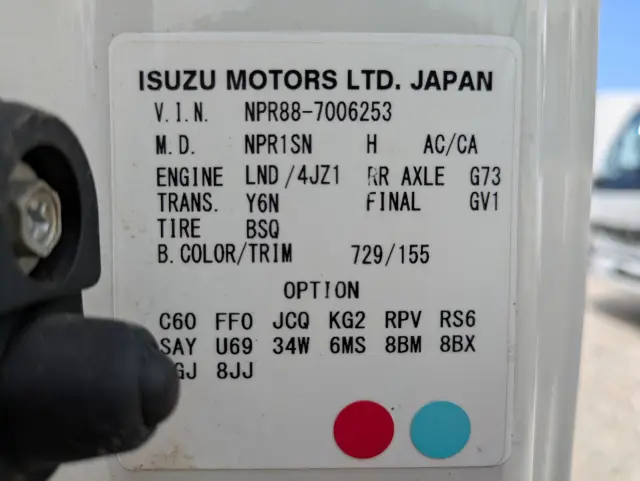 ISUZU MOTORS LTD. JAPAN
V.I.N. NPR88-7006253
M.D. NPR1SN H AC/CA
ENGINE LND/4JZ1 RR AXLE G73
TRANS. Y6N FINAL GV1
TIRE BSQ
B.COLOR/TRIM 729/155
OPTION
C60 FF0 JCQ KG2 RPV RS6
SAY U69 34W 6MS 8BM 8BX
8JJ